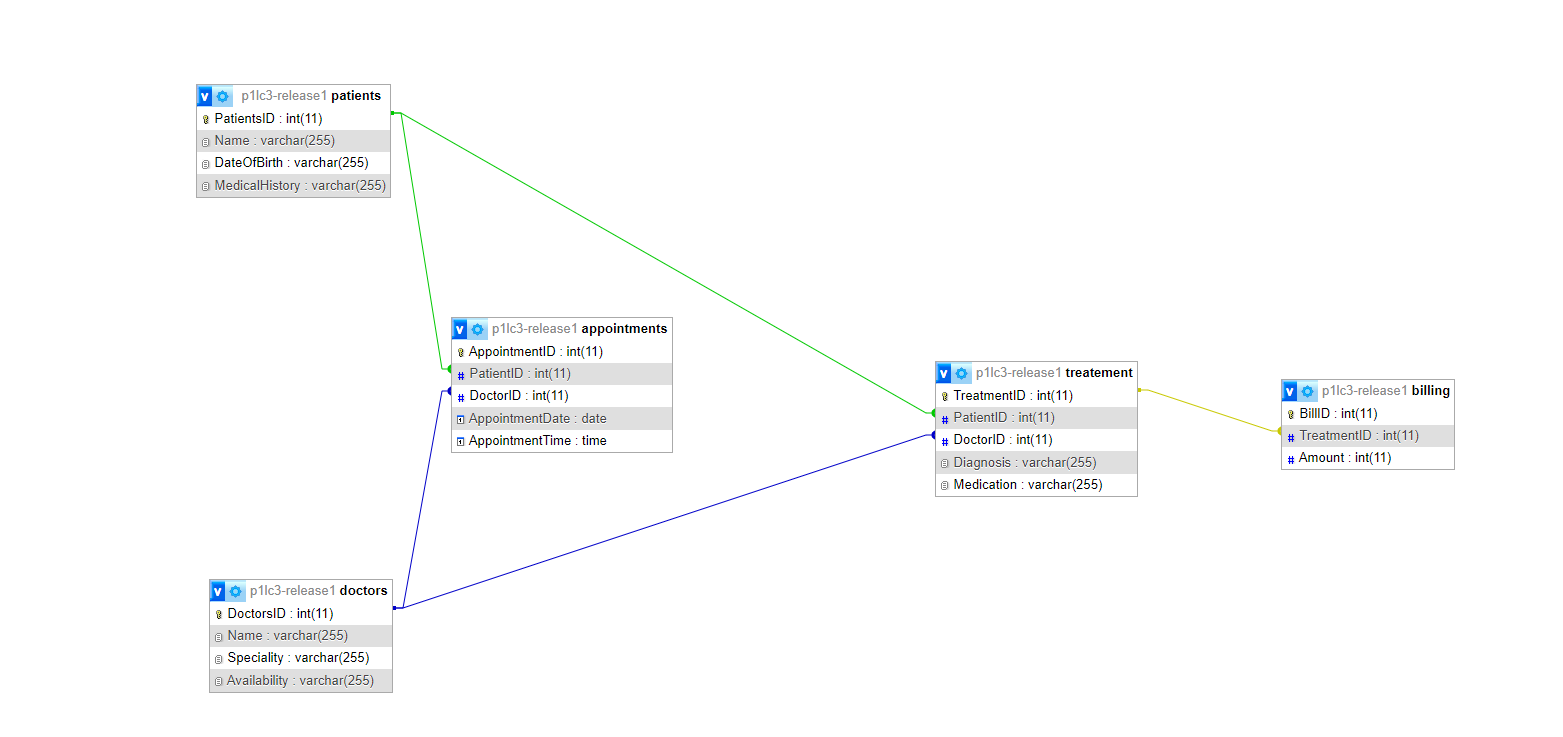 v p1lc3-release1 patients
PatientsID : int(11)
Name : varchar(255)
DateOfBirth : varchar(255)
MedicalHistory : varchar(255)
v p1lc3-release1 appointments
AppointmentID : int(11)
# PatientID : int(11)
# DoctorID : int(11)
AppointmentDate : date
AppointmentTime : time
v p1lc3-release1 treatement
TreatmentID : int(11)
# PatientID : int(11)
# DoctorID : int(11)
Diagnosis : varchar(255)
Medication : varchar(255)
v p1lc3-release1 billing
BillID : int(11)
# TreatmentID : int(11)
# Amount : int(11)
v p1lc3-release1 doctors
DoctorsID : int(11)
Name : varchar(255)
Speciality : varchar(255)
Availability : varchar(255)